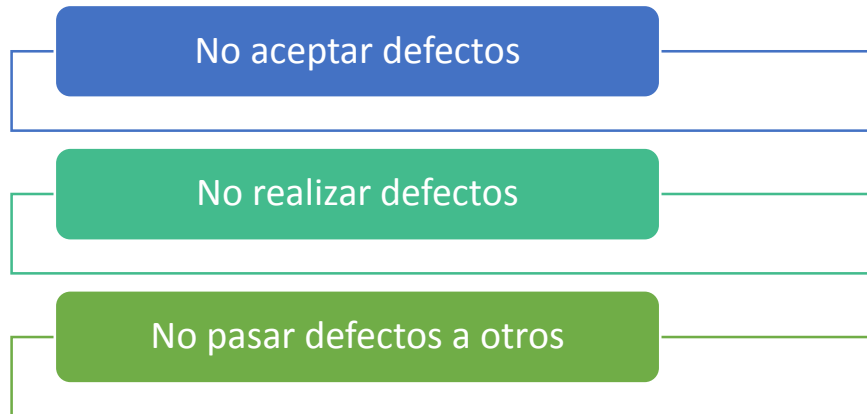 No aceptar defectos
No realizar defectos
No pasar defectos a otros